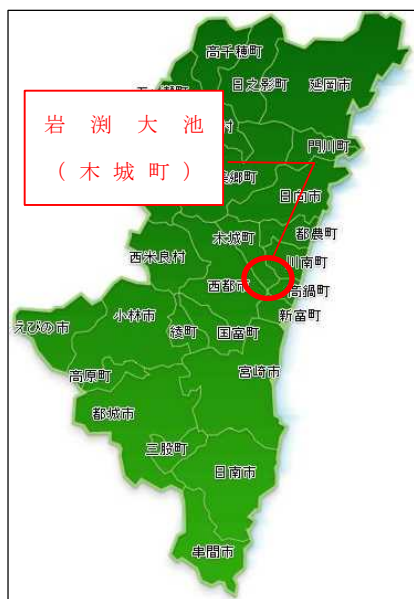 高千穂町
日之影町
延岡市
岩渕大池
(木城町)
村
門川町
美郷町
日向市
木城町
都農町
西米良村
川南町
西都市
高鍋町
小林市
新富町
えびの市
綾町
国富町
高原町
宮崎市
都城市
三股町
日南市
串間市